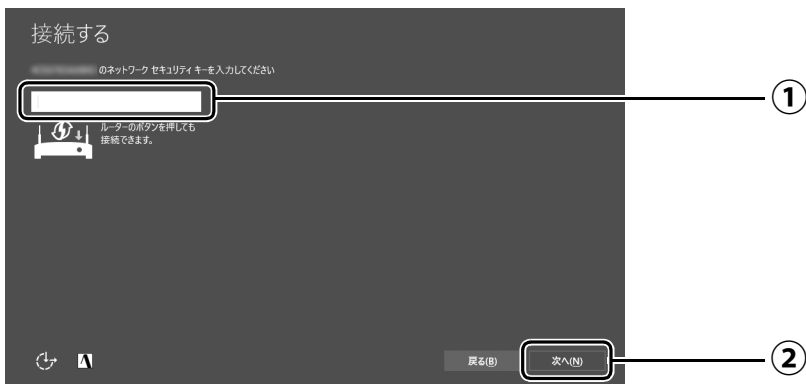 接続する
のネットワーク セキュリティ キーを入力してください
①
ルーターのボタンを押しても
接続できます。
戻る(B)
次へ(N)
②